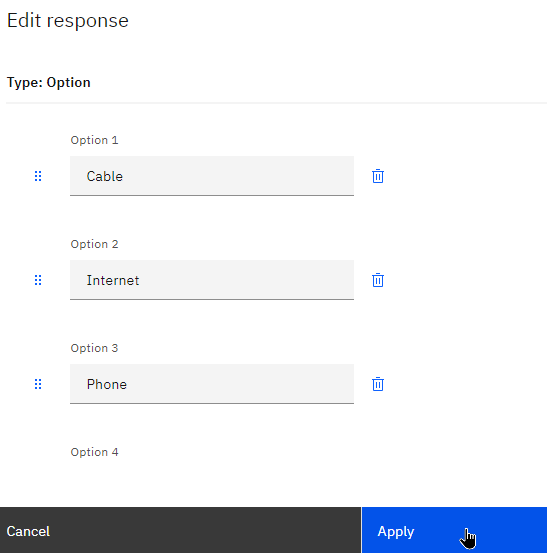 Edit response
Type: Option
Option 1
Cable
Option 2
Internet
Option 3
Phone
Option 4
Cancel
Apply